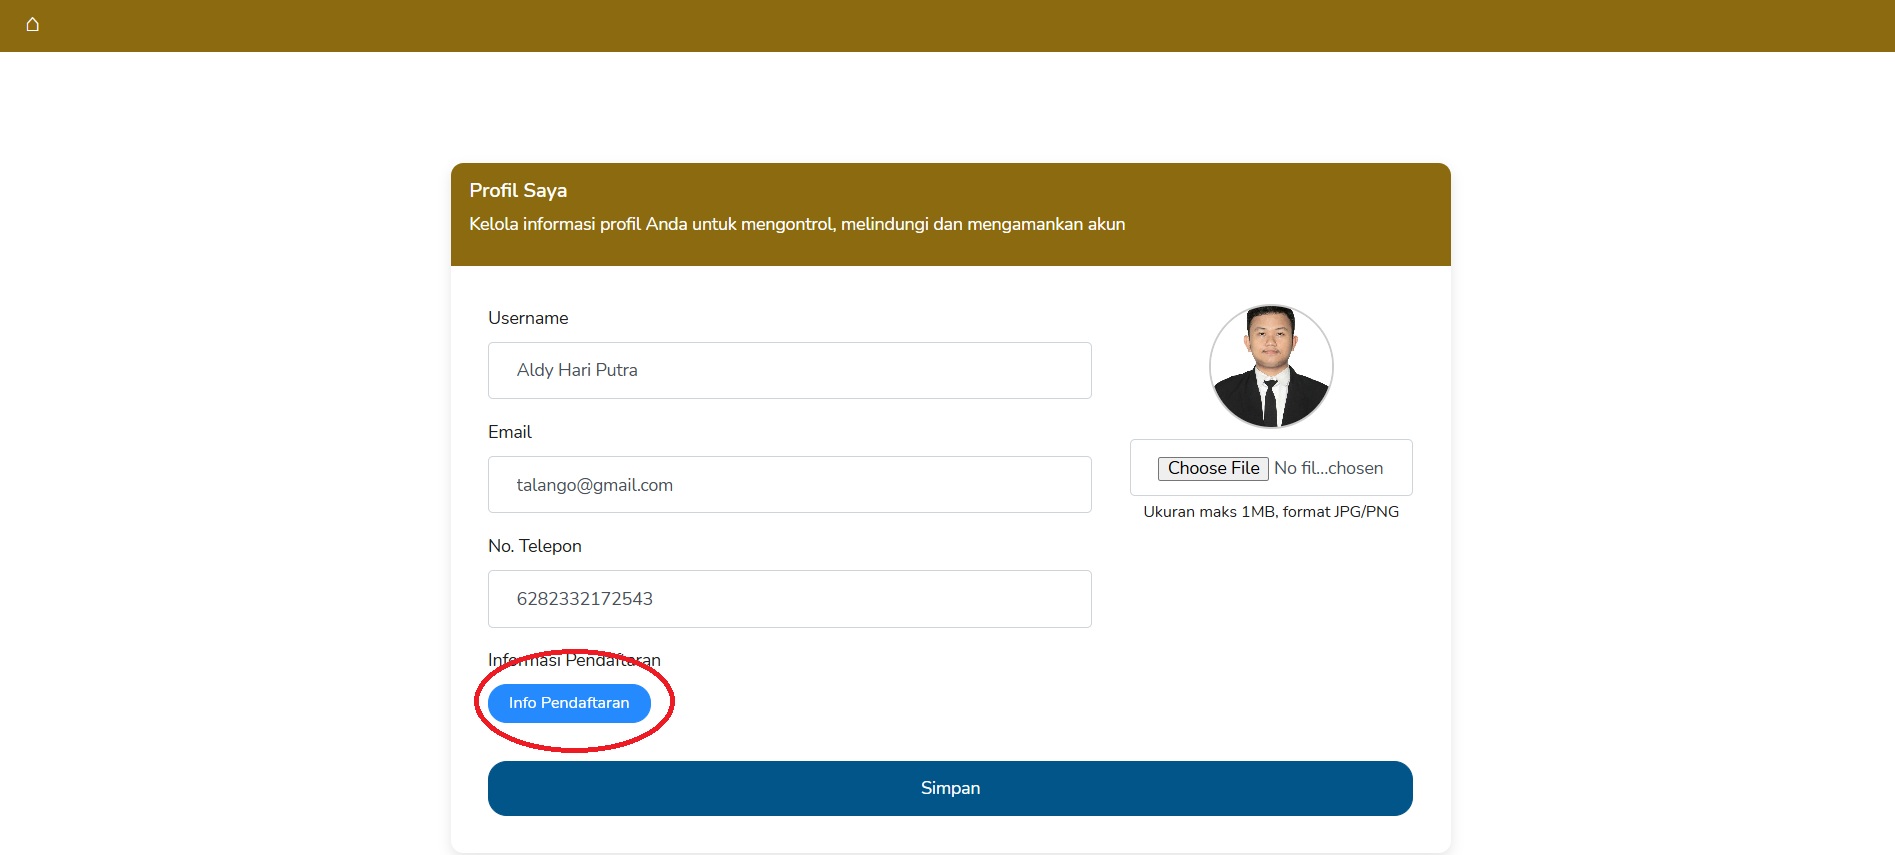 Profil Saya
Kelola informasi profil Anda untuk mengontrol, melindungi dan mengamankan akun
Username
Aldy Hari Putra
Email
talango@gmail.com
No. Telepon
6282332172543
Informasi Pendaftaran
Info Pendaftaran
Choose File No fil...chosen
Ukuran maks 1MB, format JPG/PNG
Simpan